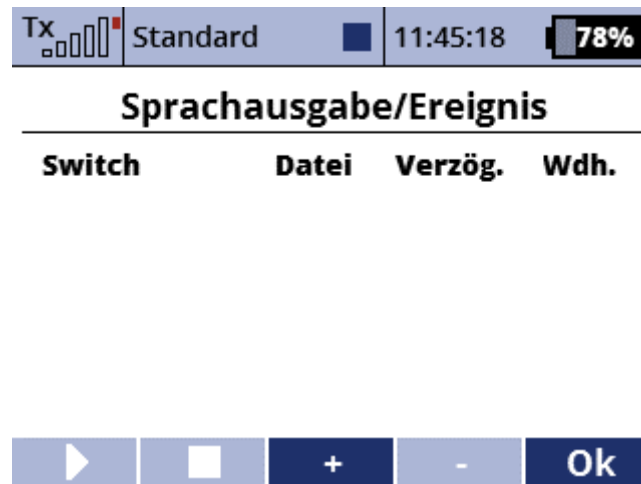 Tx Standard 11:45:18 78%
Sprachausgabe/Ereignis
Switch Datei Verzög. Wdh.
+ - Ok